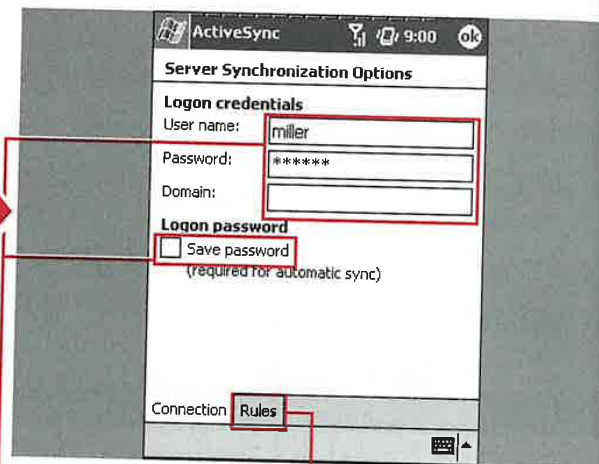 ActiveSync 9:00 ok
Server Synchronization Options
Logon credentials
User name: miller
Password: ******
Domain:
Logon password
Save password
(required for automatic sync)
Connection Rules